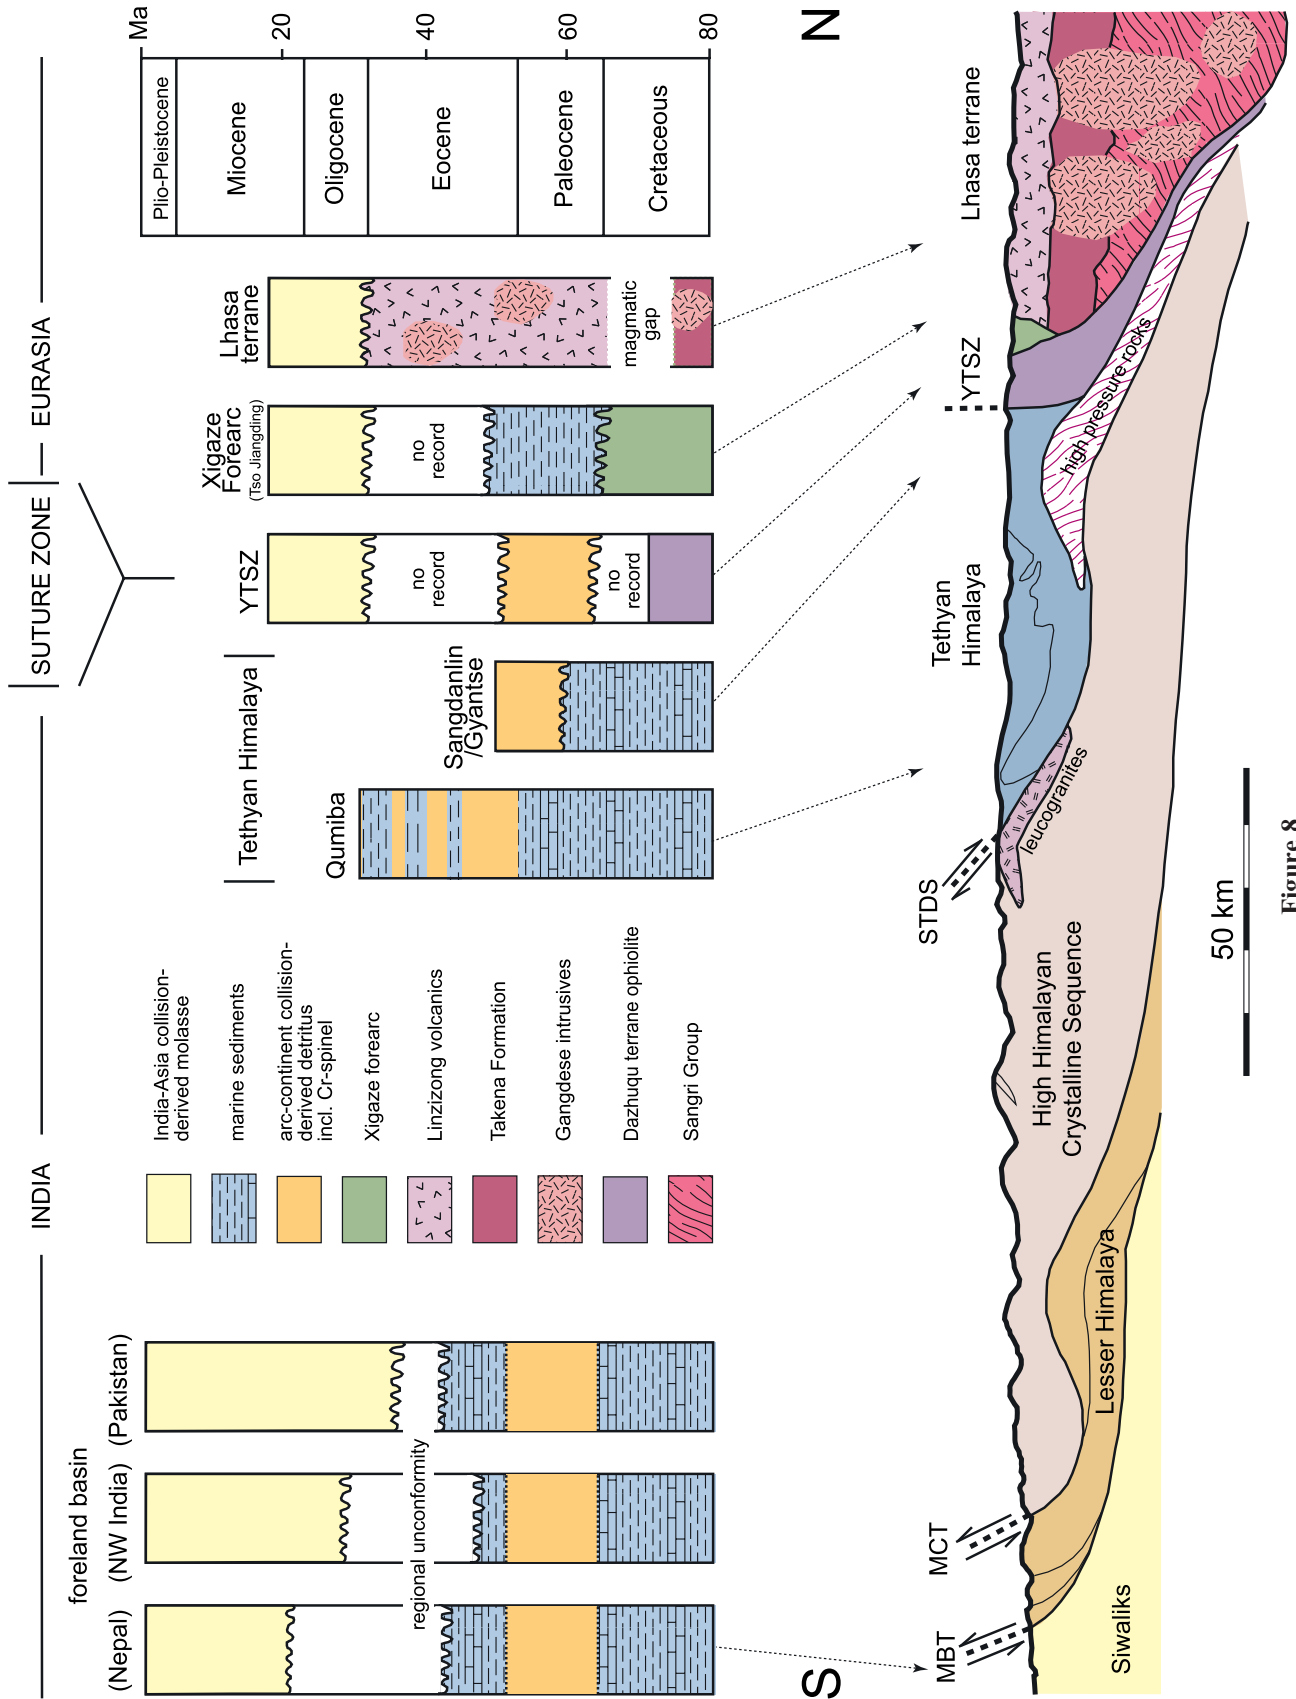 INDIA
SUTURE ZONE
EURASIA
foreland basin
(Nepal)
(NW India)
(Pakistan)
regional unconformity
India-Asia collision-
derived molasse
marine sediments
arc-continent collision-
derived detritus
incl. Cr-spinel
Xigaze forearc
Linzizong volcanics
Takena Formation
Gangdese intrusives
Dazhuqu terrane ophiolite
Sangri Group
Tethyan Himalaya
Qumiba
Sangdanlin
/Gyantse
YTSZ
no
record
no
record
Xigaze
Forearc
(Tso Jiangding)
no
record
Lhasa
terrane
magmatic
gap
Ma
20
40
60
80
Plio-Pleistocene
Miocene
Oligocene
Eocene
Paleocene
Cretaceous
S
N
MBT
MCT
STDS
Tethyan
Himalaya
YTSZ
Lhasa terrane
Siwaliks
Lesser Himalaya
High Himalayan
Crystalline Sequence
leucogranites
high pressure rocks
50 km
Figure 8